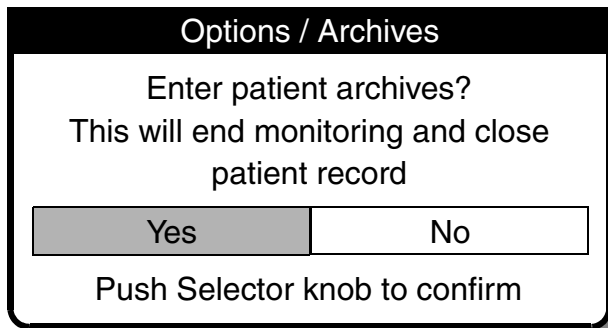 Options / Archives
Enter patient archives?
This will end monitoring and close
patient record
Yes No
Push Selector knob to confirm